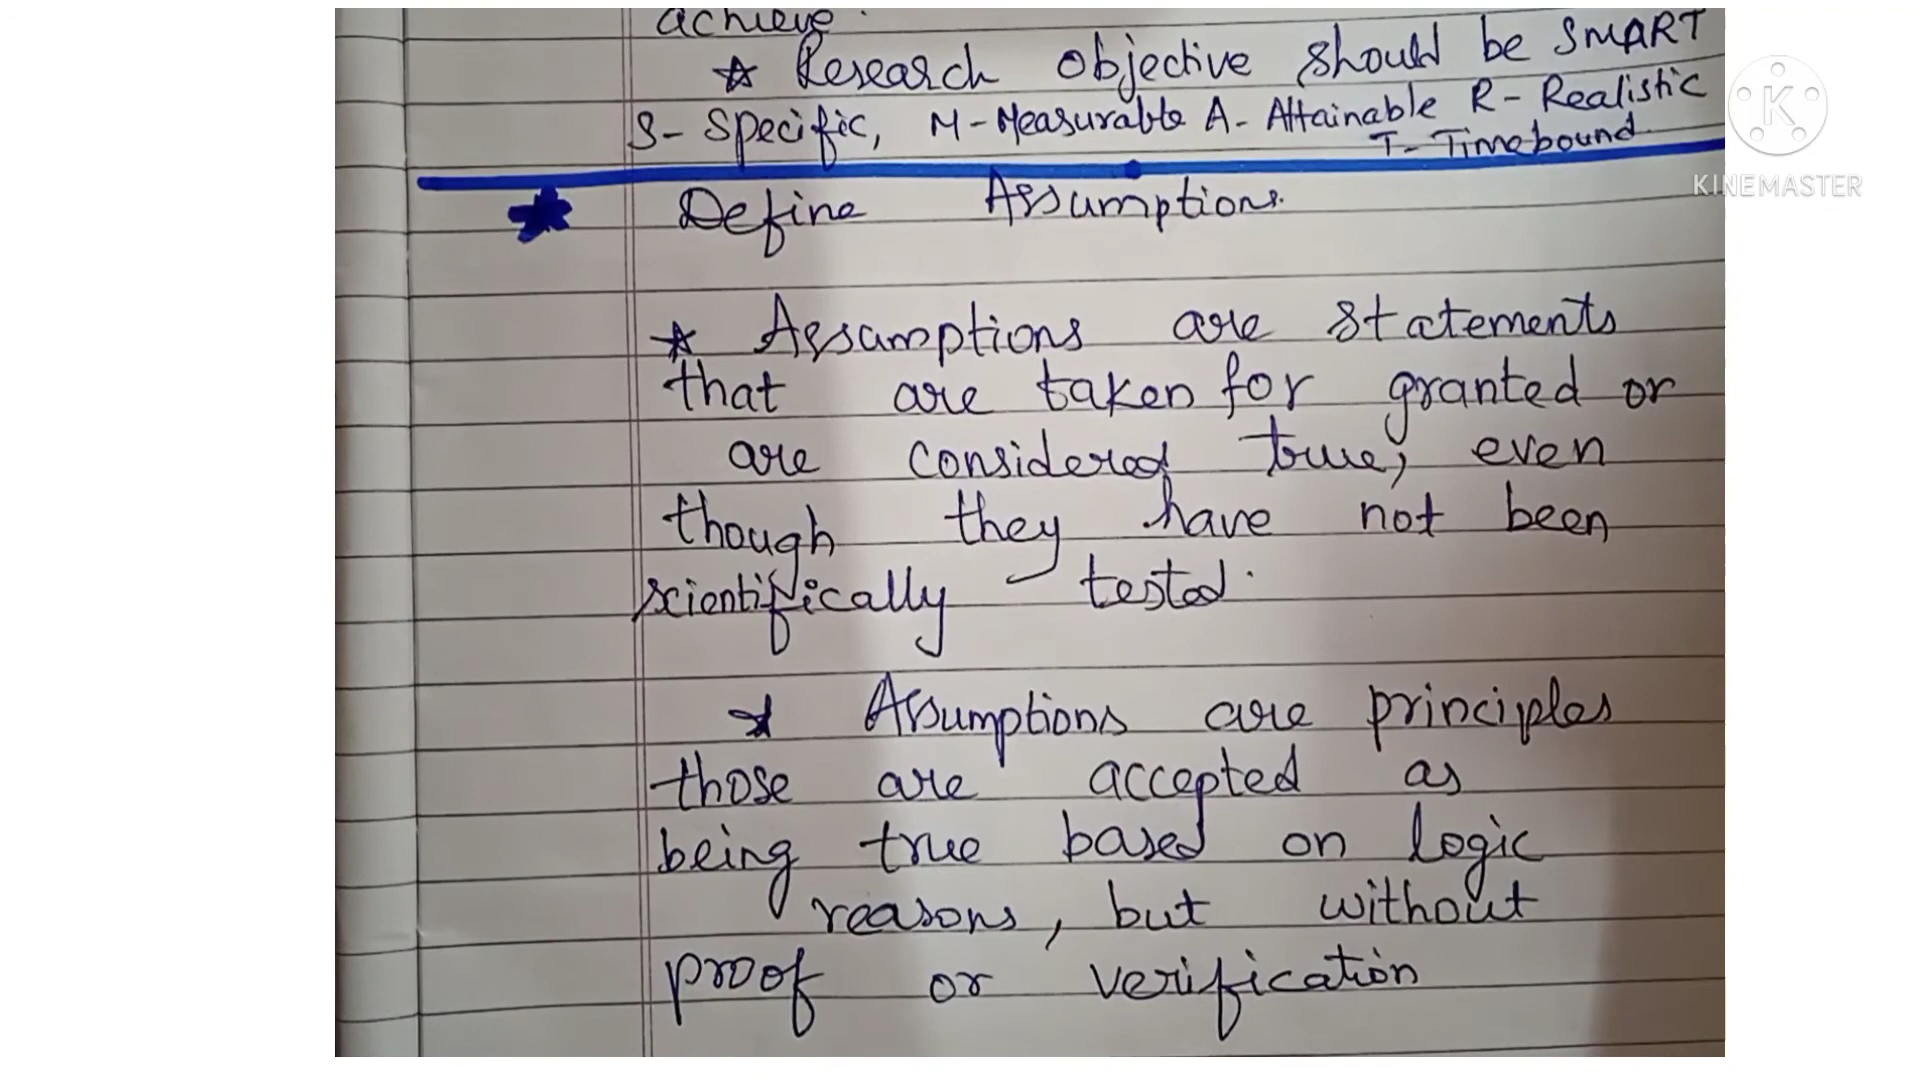 achieve.
☆ Research objective should be SMART
S- Specific, M-Measurable A- Attainable R- Realistic
T- Timebound.
★ Define Assumptions.
☆ Assumptions are statements
that are taken for granted or
are considered true, even
though they have not been
scientifically tested.
☆ Assumptions are principles
those are accepted as
being true based on logic
reasons, but without
proof or verification
K
KINEMASTER